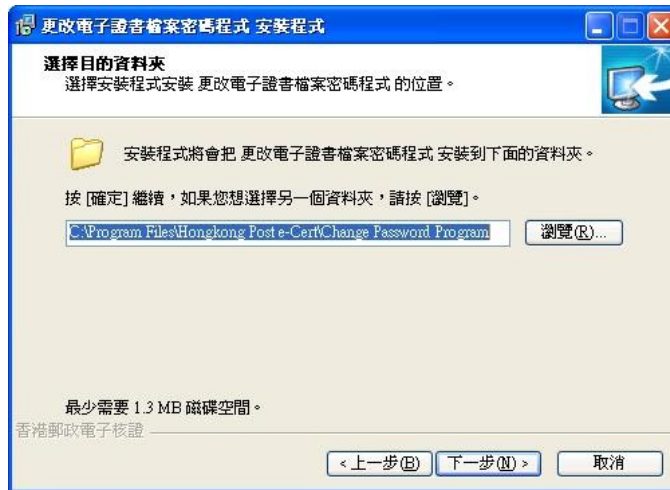 更改電子證書檔案密碼程式 安裝程式
選擇目的資料夾
選擇安裝程式安裝 更改電子證書檔案密碼程式 的位置。
安裝程式將會把 更改電子證書檔案密碼程式 安裝到下面的資料夾。
按 [確定] 繼續，如果您想選擇另一個資料夾，請按 [瀏覽]。
C:\Program Files\Hongkong Post e-Cert\Change Password Program 瀏覽(R)...
最少需要 1.3 MB 磁碟空間。
香港郵政電子核證
< 上一步(B) 下一步(N) > 取消